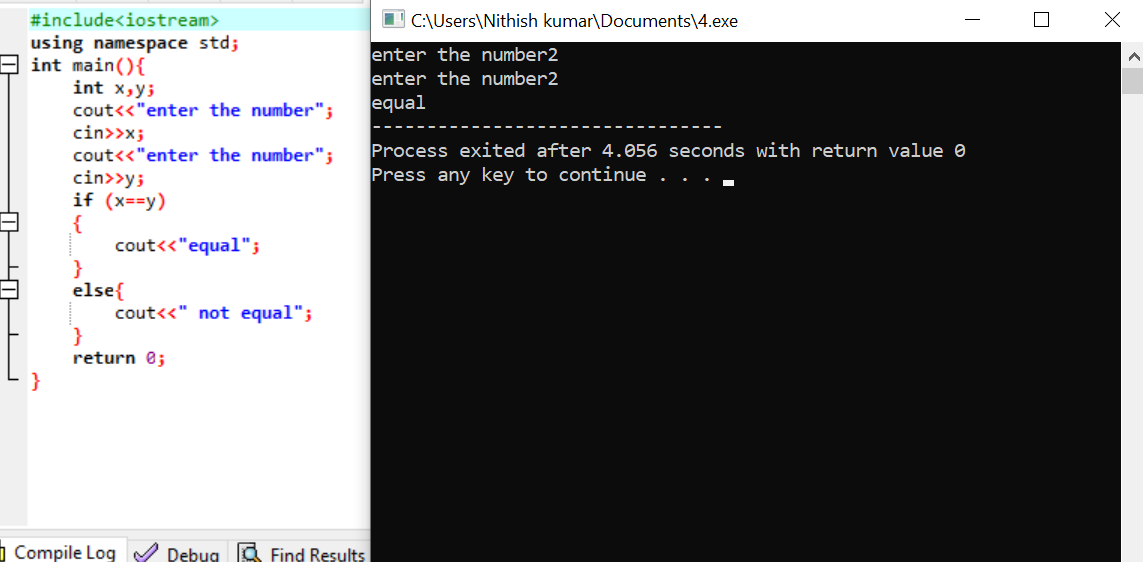 #include<iostream>
using namespace std;
int main(){
int x,y;
cout<<"enter the number";
cin>>x;
cout<<"enter the number";
cin>>y;
if (x==y)
{
cout<<"equal";
}
else{
cout<<" not equal";
}
return 0;
}
Compile Log Debug Find Results
C:\Users\Nithish kumar\Documents\4.exe
enter the number2
enter the number2
equal
--------------------------------
Process exited after 4.056 seconds with return value 0
Press any key to continue . . .